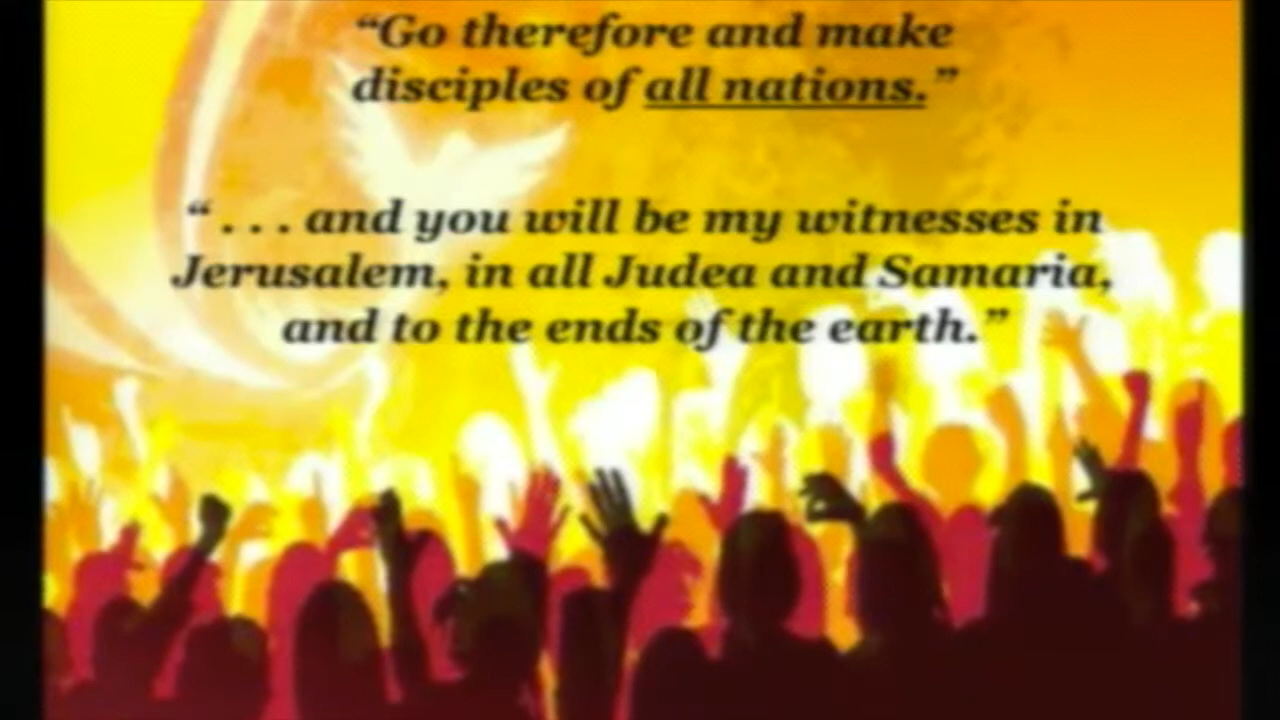 “Go therefore and make
disciples of all nations.”
“ . . . and you will be my witnesses in
Jerusalem, in all Judea and Samaria,
and to the ends of the earth.”